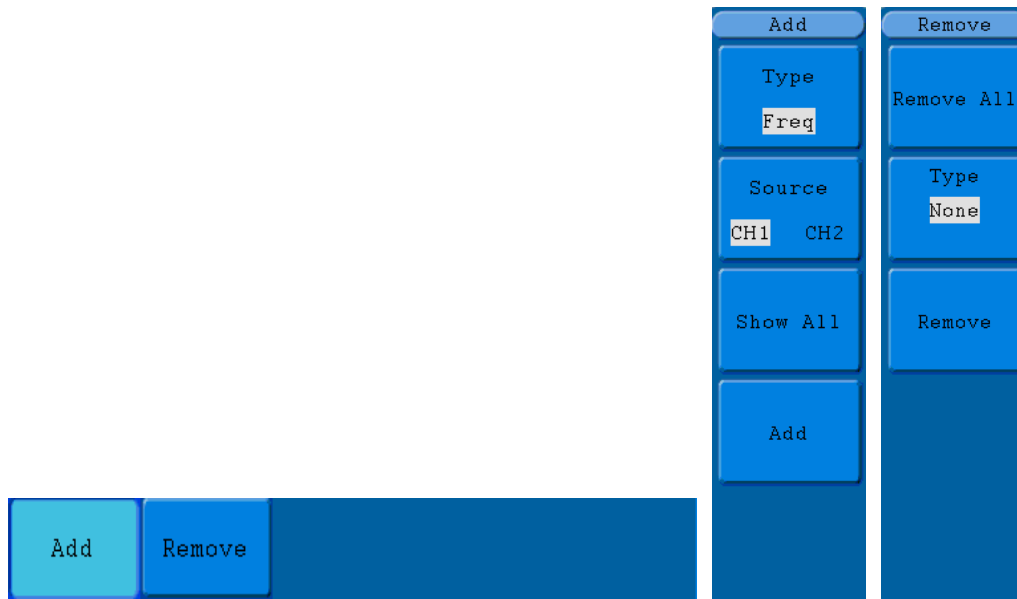 Add
Type
Freq
Source
CH1 CH2
Show All
Add
Remove
Remove All
Type
None
Remove
Add
Remove